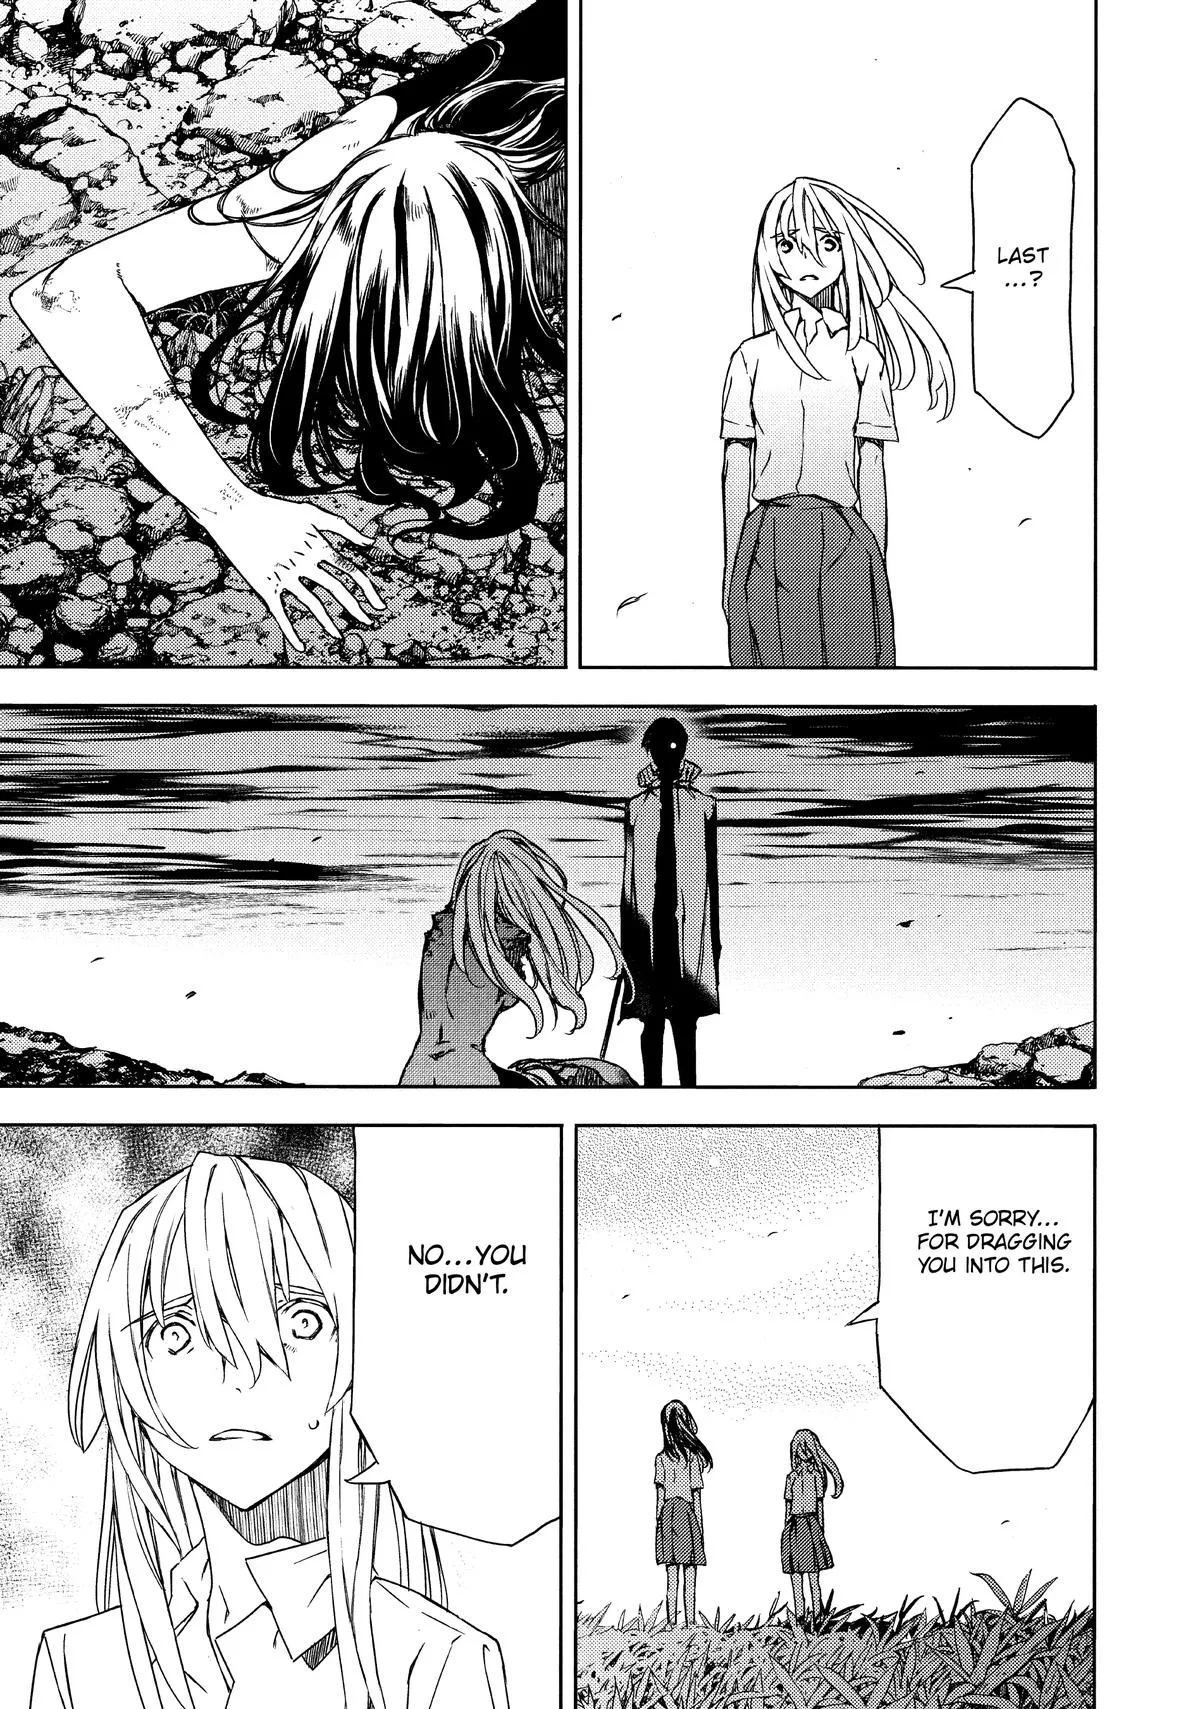 LAST
...?
I'M SORRY...
FOR DRAGGING
YOU INTO THIS.
NO...YOU
DIDN'T.